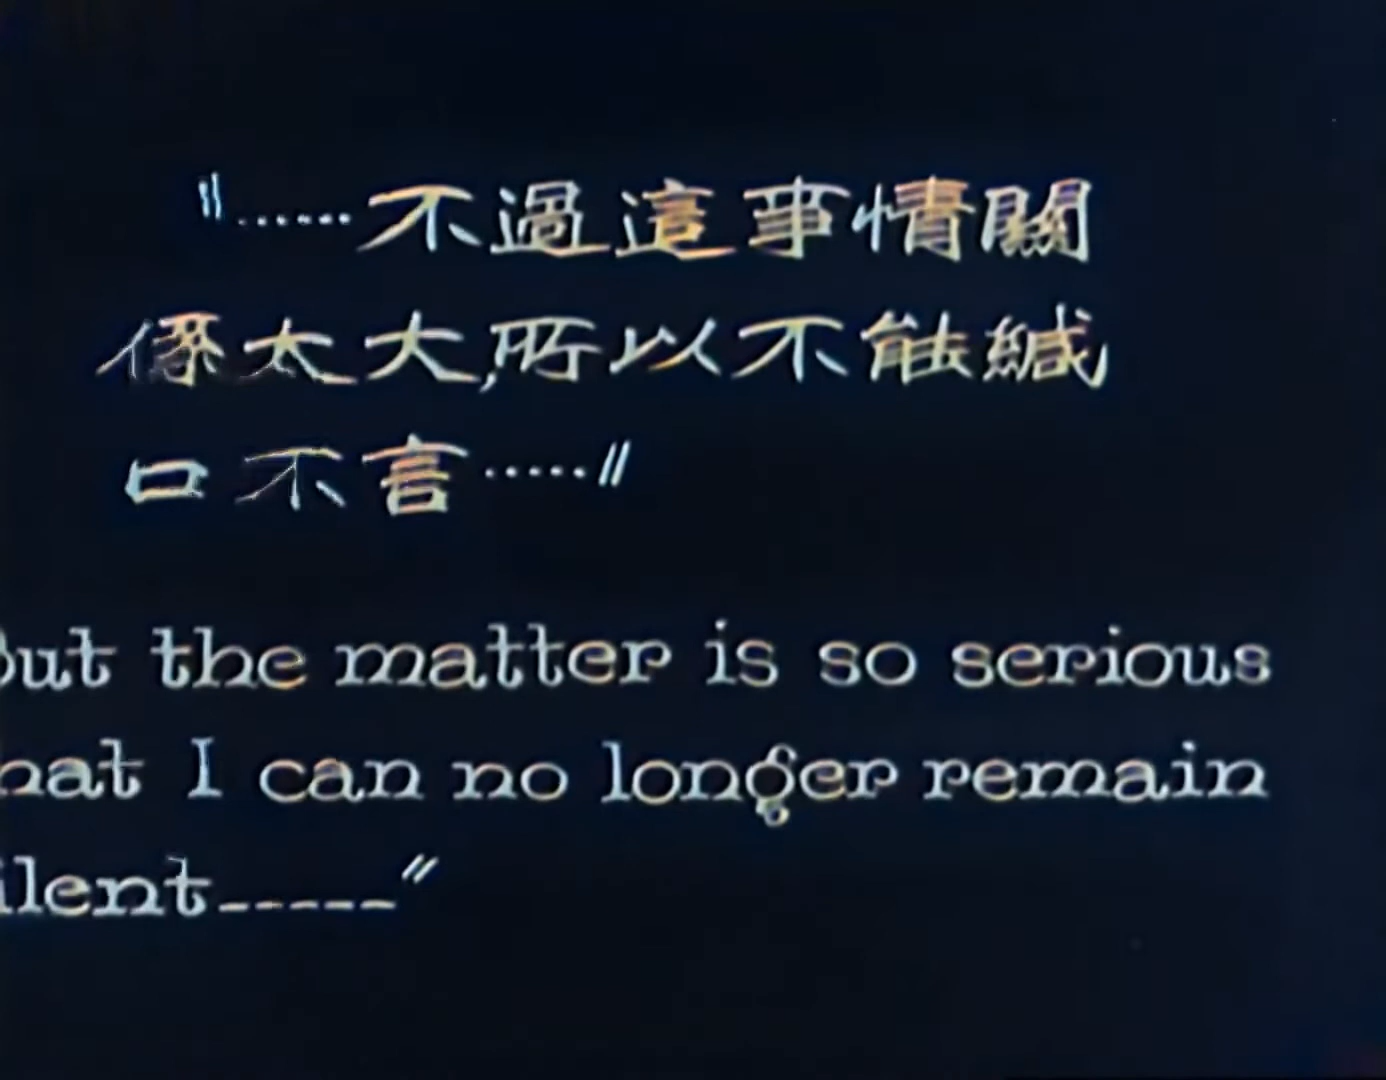 "……不過這事情關
係太大,所以不能緘
口不言……"
but the matter is so serious
hat I can no longer remain
ilent-----"